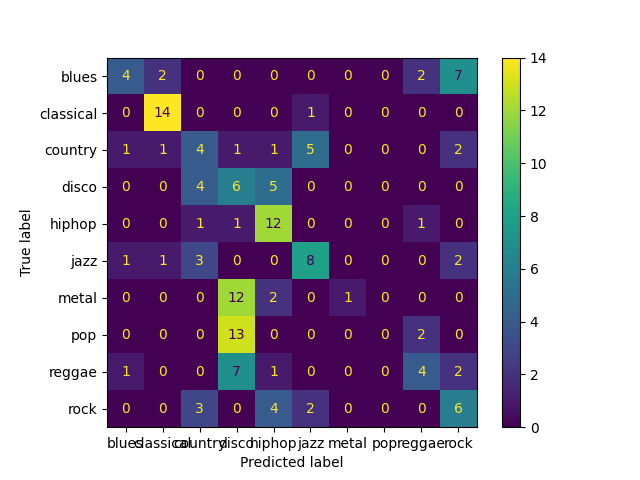 blues 4 2 0 0 0 0 0 0 2 7
classical 0 14 0 0 0 1 0 0 0 0
country 1 1 4 1 1 5 0 0 0 2
disco 0 0 4 6 5 0 0 0 0 0
hiphop 0 0 1 1 12 0 0 0 1 0
jazz 1 1 3 0 0 8 0 0 0 2
metal 0 0 0 12 2 0 1 0 0 0
pop 0 0 0 13 0 0 0 0 2 0
reggae 1 0 0 7 1 0 0 0 4 2
rock 0 0 3 0 4 2 0 0 0 6
blues classical country disco hiphop jazz metal pop reggae rock
Predicted label
True label
14
12
10
8
6
4
2
0